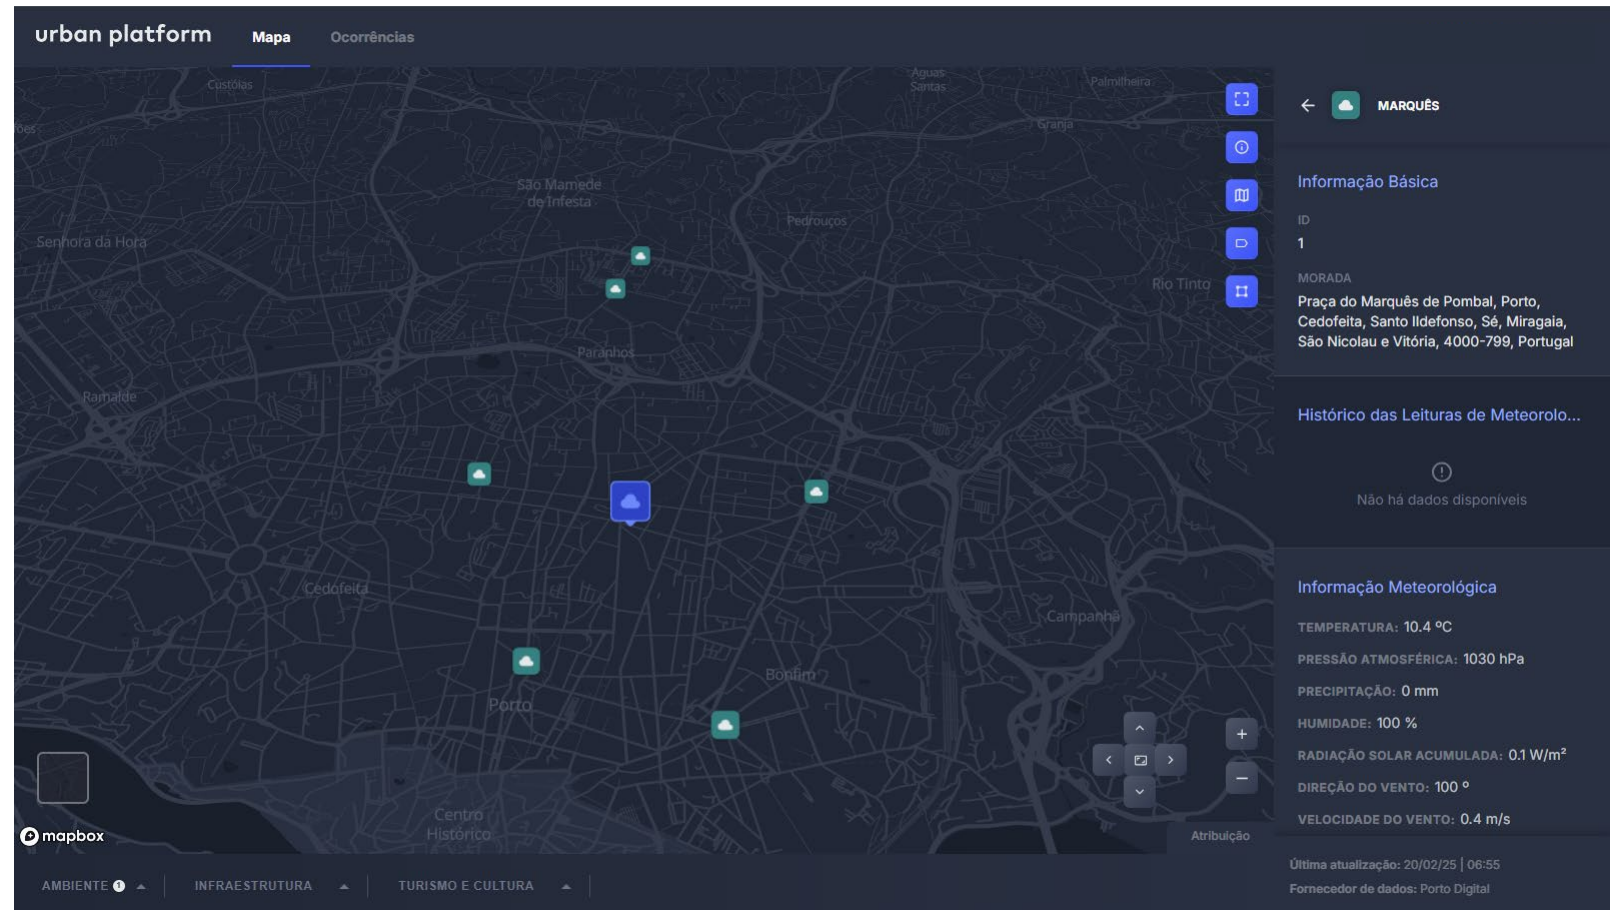 urban platform
Mapa
Ocorrências
Custóias
Águas
Santas
Palmilheira
Granja
São Mamede
de Infesta
Pedrouços
Senhora da Hora
Rio Tinto
Paranhos
Ramalde
Cedofeita
Campanhã
Bonfim
Porto
Centro
Histórico
mapbox
Atribuição
AMBIENTE 1
INFRAESTRUTURA
TURISMO E CULTURA
MARQUÊS
Informação Básica
ID
1
MORADA
Praça do Marquês de Pombal, Porto,
Cedofeita, Santo Ildefonso, Sé, Miragaia,
São Nicolau e Vitória, 4000-799, Portugal
Histórico das Leituras de Meteorolo...
Não há dados disponíveis
Informação Meteorológica
TEMPERATURA: 10.4 ºC
PRESSÃO ATMOSFÉRICA: 1030 hPa
PRECIPITAÇÃO: 0 mm
HUMIDADE: 100 %
RADIAÇÃO SOLAR ACUMULADA: 0.1 W/m²
DIREÇÃO DO VENTO: 100 º
VELOCIDADE DO VENTO: 0.4 m/s
Última atualização: 20/02/25 | 06:55
Fornecedor de dados: Porto Digital